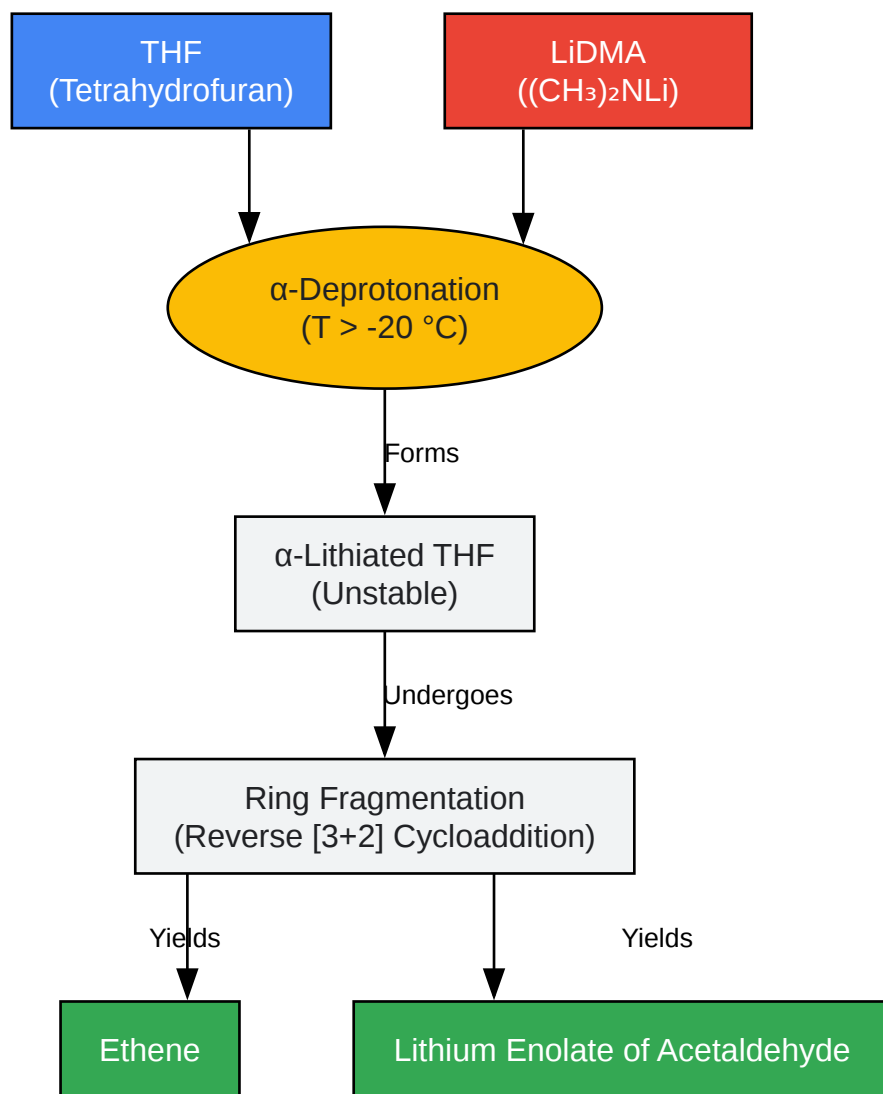 THF
(Tetrahydrofuran)
LiDMA
((CH₃)₂NLi)
α-Deprotonation
(T > -20 °C)
Forms
α-Lithiated THF
(Unstable)
Undergoes
Ring Fragmentation
(Reverse [3+2] Cycloaddition)
Yields
Yields
Ethene
Lithium Enolate of Acetaldehyde